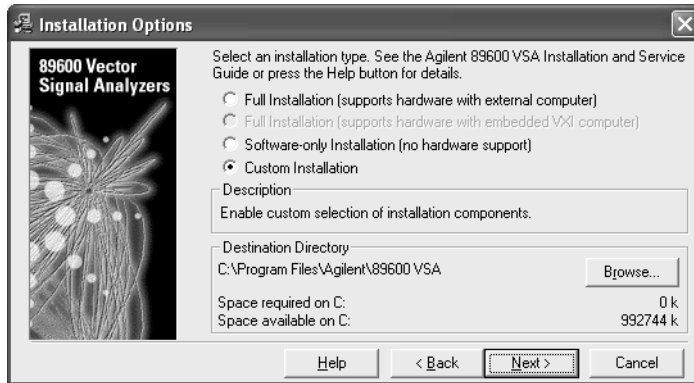 Installation Options
89600 Vector
Signal Analyzers
Select an installation type. See the Agilent 89600 VSA Installation and Service
Guide or press the Help button for details.
Full Installation (supports hardware with external computer)
Full Installation (supports hardware with embedded VXI computer)
Software-only Installation (no hardware support)
Custom Installation
Description
Enable custom selection of installation components.
Destination Directory
C:\Program Files\Agilent\89600 VSA
Browse...
Space required on C: 0 k
Space available on C: 992744 k
Help < Back Next > Cancel